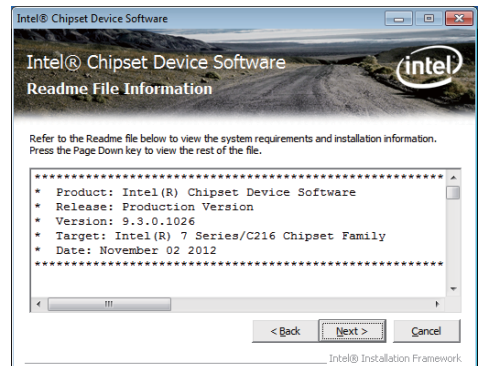 Intel® Chipset Device Software
Intel® Chipset Device Software
intel
Readme File Information
Refer to the Readme file below to view the system requirements and installation information.
Press the Page Down key to view the rest of the file.
*********************************************************
* Product: Intel(R) Chipset Device Software
* Release: Production Version
* Version: 9.3.0.1026
* Target: Intel(R) 7 Series/C216 Chipset Family
* Date: November 02 2012
*********************************************************
< Back Next > Cancel
Intel® Installation Framework